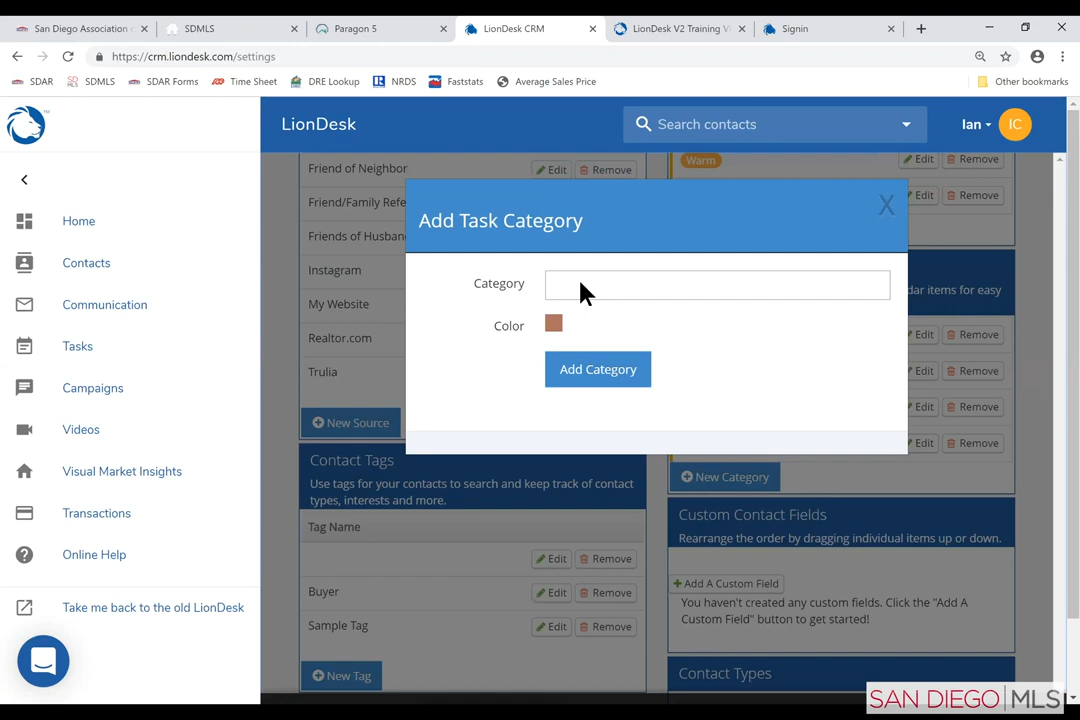 San Diego Association
SDMLS
Paragon 5
LionDesk CRM
LionDesk V2 Training Vi
Signin
https://crm.liondesk.com/settings
SDAR
SDMLS
SDAR Forms
Time Sheet
DRE Lookup
NRDS
Faststats
Average Sales Price
Other bookmarks
LionDesk
Search contacts
Ian
IC
Home
Contacts
Communication
Tasks
Campaigns
Videos
Visual Market Insights
Transactions
Online Help
Take me back to the old LionDesk
Friend of Neighbor
Edit
Remove
Friend/Family Refe
Friends of Husban
Instagram
My Website
Realtor.com
Trulia
New Source
Contact Tags
Use tags for your contacts to search and keep track of contact
types, interests and more.
Tag Name
Edit
Remove
Buyer
Edit
Remove
Sample Tag
Edit
Remove
New Tag
Add Task Category
X
Category
Color
Add Category
Warm
Edit
Remove
Edit
Remove
dar items for easy
Edit
Remove
Edit
Remove
Edit
Remove
Edit
Remove
New Category
Custom Contact Fields
Rearrange the order by dragging individual items up or down.
Add A Custom Field
You haven't created any custom fields. Click the "Add A
Custom Field" button to get started!
Contact Types
SAN DIEGO MLS